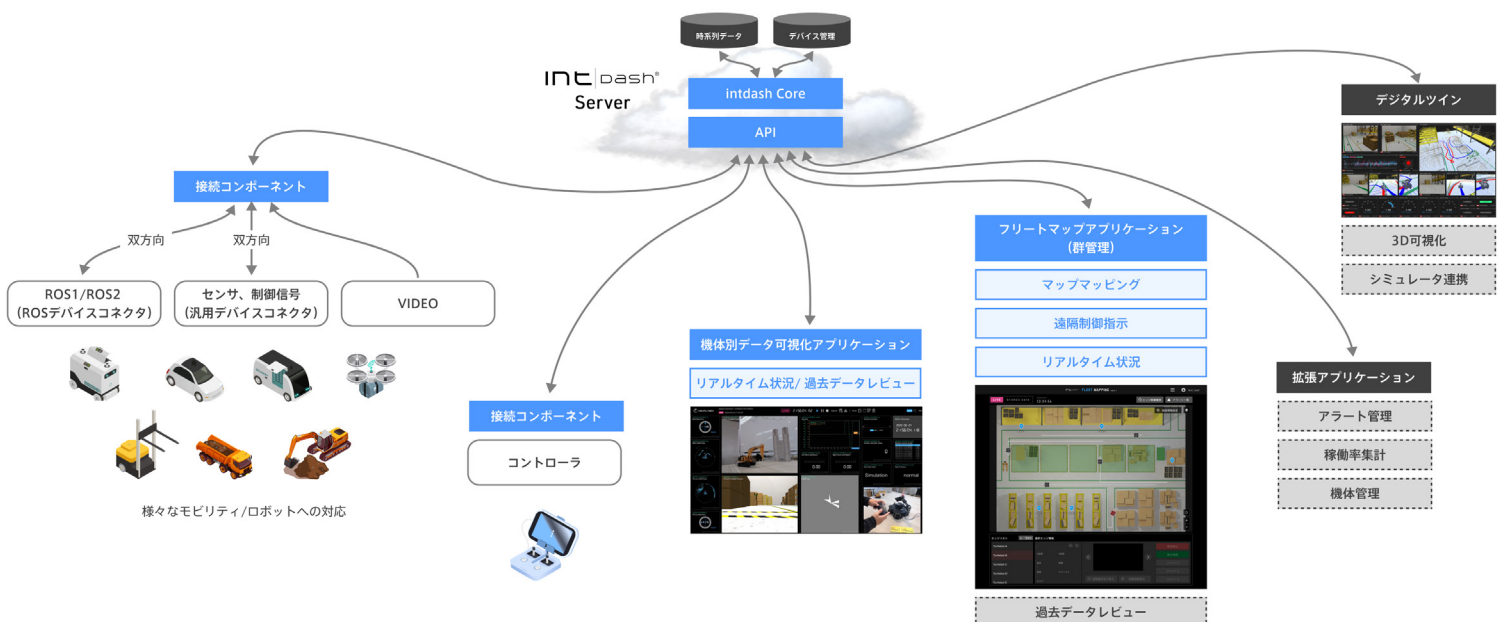 時系列データ
デバイス管理
intdash
Server
intdash Core
API
接続コンポーネント
双方向
双方向
ROS1/ROS2
(ROSデバイスコネクタ)
センサ、制御信号
(汎用デバイスコネクタ)
VIDEO
様々なモビリティ/ロボットへの対応
接続コンポーネント
コントローラ
機体別データ可視化アプリケーション
リアルタイム状況/ 過去データレビュー
0.00
0.00
Simulation
normal
フリートマップアプリケーション
(群管理)
マップマッピング
遠隔制御指示
リアルタイム状況
過去データレビュー
デジタルツイン
3D可視化
シミュレータ連携
拡張アプリケーション
アラート管理
稼働率集計
機体管理